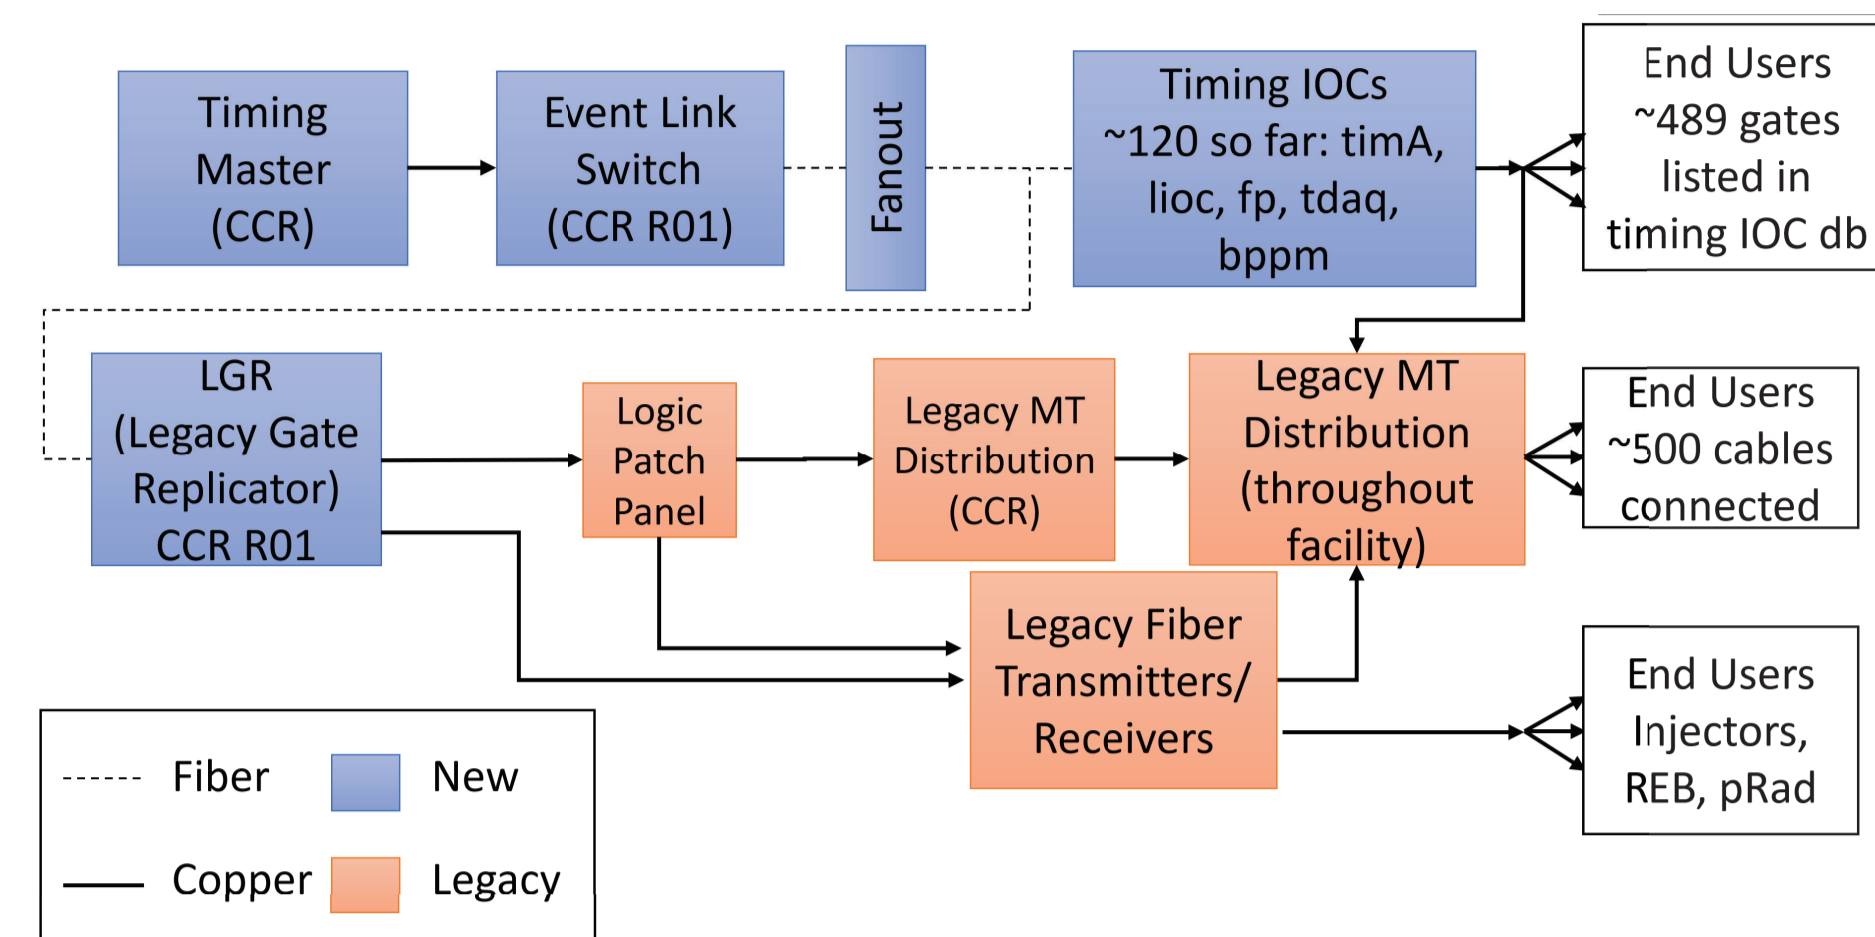 Timing
Master
(CCR)
Event Link
Switch
(CCR R01)
Fanout
Timing IOCs
~120 so far: timA,
lioc, fp, tdaq,
bppm
End Users
~489 gates
listed in
timing IOC db
LGR
(Legacy Gate
Replicator)
CCR R01
Logic
Patch
Panel
Legacy MT
Distribution
(CCR)
Legacy MT
Distribution
(throughout
facility)
End Users
~500 cables
connected
Legacy Fiber
Transmitters/
Receivers
End Users
Injectors,
REB, pRad
Fiber
New
Copper
Legacy